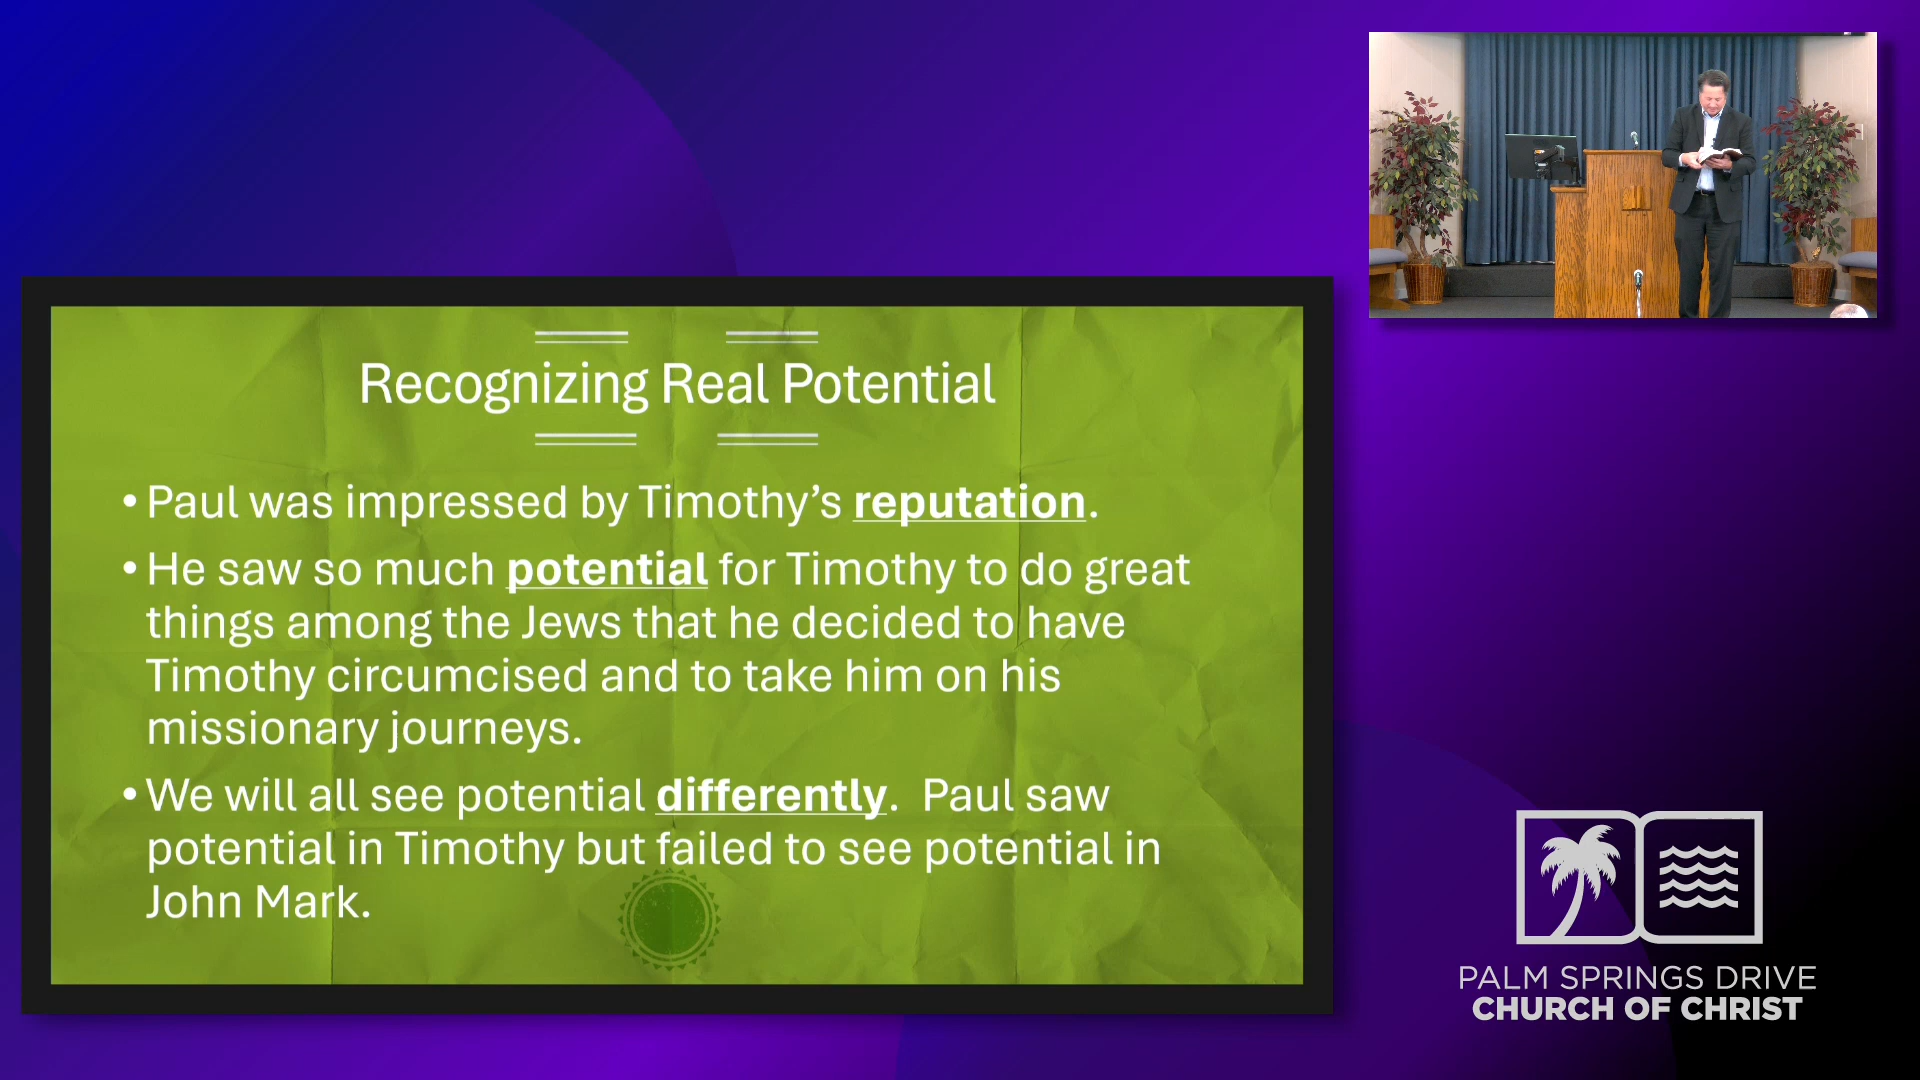 Recognizing Real Potential
• Paul was impressed by Timothy’s reputation.
• He saw so much potential for Timothy to do great
things among the Jews that he decided to have
Timothy circumcised and to take him on his
missionary journeys.
• We will all see potential differently.  Paul saw
potential in Timothy but failed to see potential in
John Mark.
PALM SPRINGS DRIVE
CHURCH OF CHRIST